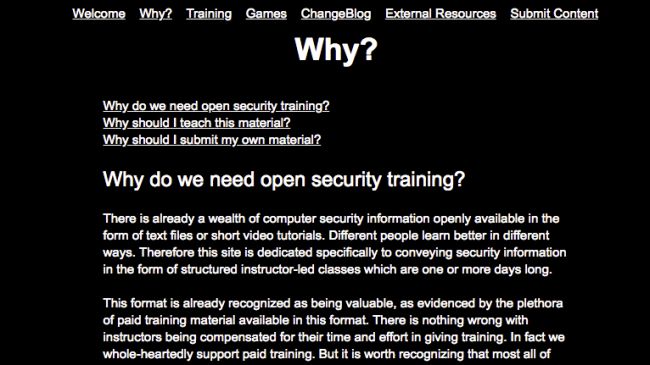 Welcome Why? Training Games ChangeBlog External Resources Submit Content
Why?
Why do we need open security training?
Why should I teach this material?
Why should I submit my own material?
Why do we need open security training?
There is already a wealth of computer security information openly available in the
form of text files or short video tutorials. Different people learn better in different
ways. Therefore this site is dedicated specifically to conveying security information
in the form of structured instructor-led classes which are one or more days long.
This format is already recognized as being valuable, as evidenced by the plethora
of paid training material available in this format. There is nothing wrong with
instructors being compensated for their time and effort in giving training. In fact we
whole-heartedly support paid training. But it is worth recognizing that most all of